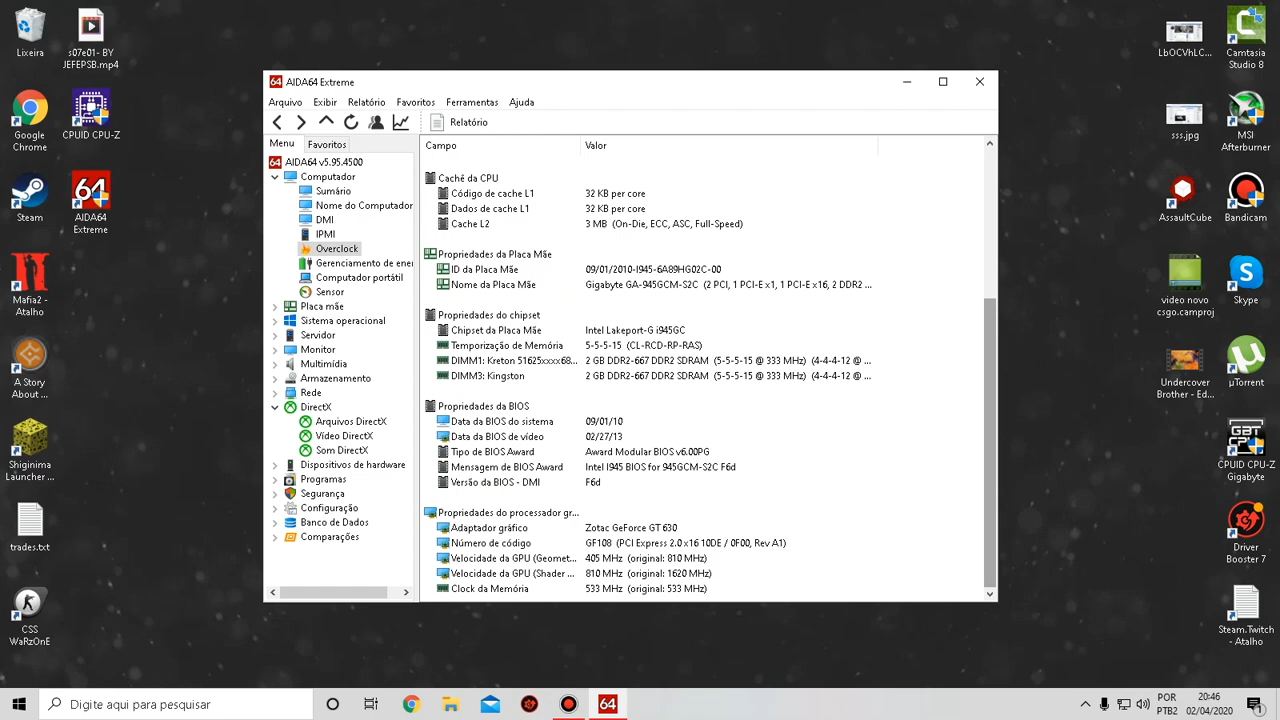 Lixeira
s07e01- BY
JEFEPSB.mp4
Google
Chrome
CPUID CPU-Z
Steam
AIDA64
Extreme
Mafia2 -
Atalho
A Story
About ...
Shiginima
Launcher ...
trades.txt
CSS
WaRzOnE
LbOCVhLC...
Camtasia
Studio 8
sss.jpg
MSI
Afterburner
AssaultCube
Bandicam
video novo
csgo.camproj
Skype
Undercover
Brother - Ed...
µTorrent
GBT
CPU
CPUID CPU-Z
Gigabyte
Driver
Booster 7
Steam.Twitch
- Atalho
64 AIDA64 Extreme
Arquivo Exibir Relatório Favoritos Ferramentas Ajuda
Relatório
Menu Favoritos
64 AIDA64 v5.95.4500
Computador
Sumário
Nome do Computador
DMI
IPMI
Overclock
Gerenciamento de ener
Computador portátil
Sensor
Placa mãe
Sistema operacional
Servidor
Monitor
Multimídia
Armazenamento
Rede
DirectX
Arquivos DirectX
Vídeo DirectX
Som DirectX
Dispositivos de hardware
Programas
Segurança
Configuração
Banco de Dados
Comparações
Campo Valor
Cachê da CPU
Código de cache L1 32 KB per core
Dados de cache L1 32 KB per core
Cache L2 3 MB (On-Die, ECC, ASC, Full-Speed)
Propriedades da Placa Mãe
ID da Placa Mãe 09/01/2010-I945-6A89HG02C-00
Nome da Placa Mãe Gigabyte GA-945GCM-S2C (2 PCI, 1 PCI-E x1, 1 PCI-E x16, 2 DDR2 ...
Propriedades do chipset
Chipset da Placa Mãe Intel Lakeport-G i945GC
Temporização de Memória 5-5-5-15 (CL-RCD-RP-RAS)
DIMM1: Kreton 51625xxxx68... 2 GB DDR2-667 DDR2 SDRAM (5-5-5-15 @ 333 MHz) (4-4-4-12 @ ...
DIMM3: Kingston 2 GB DDR2-667 DDR2 SDRAM (5-5-5-15 @ 333 MHz) (4-4-4-12 @ ...
Propriedades da BIOS
Data da BIOS do sistema 09/01/10
Data da BIOS de vídeo 02/27/13
Tipo de BIOS Award Award Modular BIOS v6.00PG
Mensagem de BIOS Award Intel I945 BIOS for 945GCM-S2C F6d
Versão da BIOS - DMI F6d
Propriedades do processador gr...
Adaptador gráfico Zotac GeForce GT 630
Número de código GF108 (PCI Express 2.0 x16 10DE / 0F00, Rev A1)
Velocidade da GPU (Geomet... 405 MHz (original: 810 MHz)
Velocidade da GPU (Shader ... 810 MHz (original: 1620 MHz)
Clock da Memória 533 MHz (original: 533 MHz)
Digite aqui para pesquisar
64
POR
PTB2
20:46
02/04/2020
1